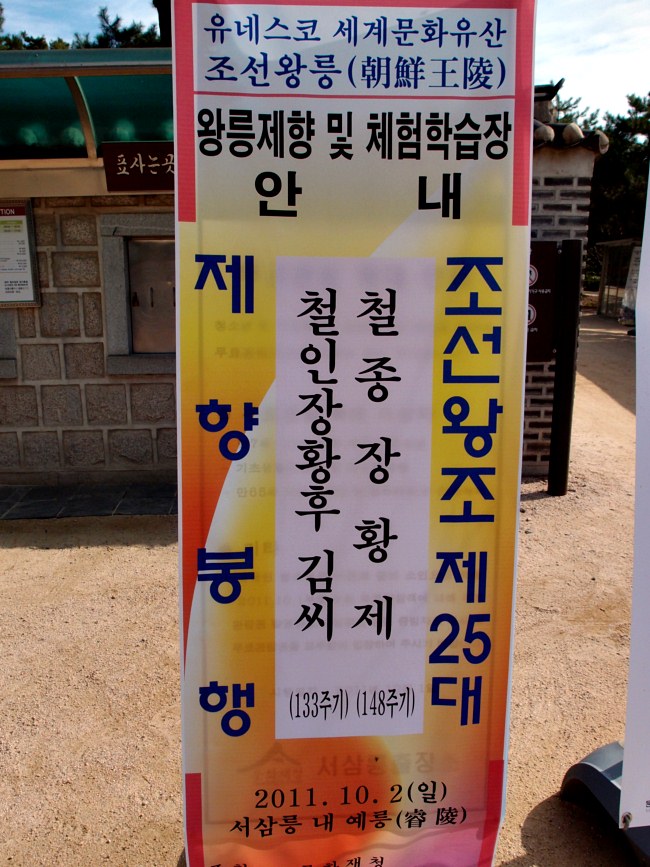 유네스코 세계문화유산
조선왕릉(朝鮮王陵)
왕릉제향 및 체험학습장
안 내
조선왕조 제25대
철종장황제
(148주기)
철인장황후 김씨
(133주기)
제향봉행
2011. 10. 2(일)
서삼릉 내 예릉(睿陵)
표사는곳